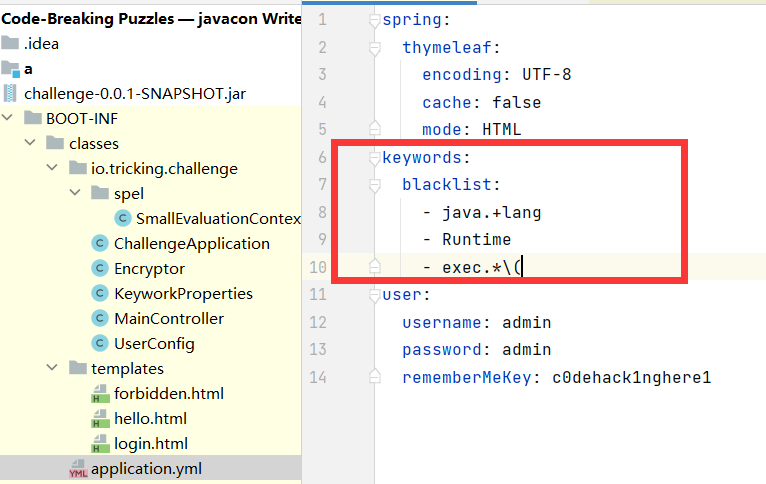 Code-Breaking Puzzles — javacon Write
.idea
a
challenge-0.0.1-SNAPSHOT.jar
BOOT-INF
classes
io.tricking.challenge
spel
SmallEvaluationContex
ChallengeApplication
Encryptor
KeyworkProperties
MainController
UserConfig
templates
forbidden.html
hello.html
login.html
application.yml
1 spring:
2 thymeleaf:
3 encoding: UTF-8
4 cache: false
5 mode: HTML
6 keywords:
7 blacklist:
8 - java.+lang
9 - Runtime
10 - exec.*\(
11 user:
12 username: admin
13 password: admin
14 rememberMeKey: c0dehack1nghere1